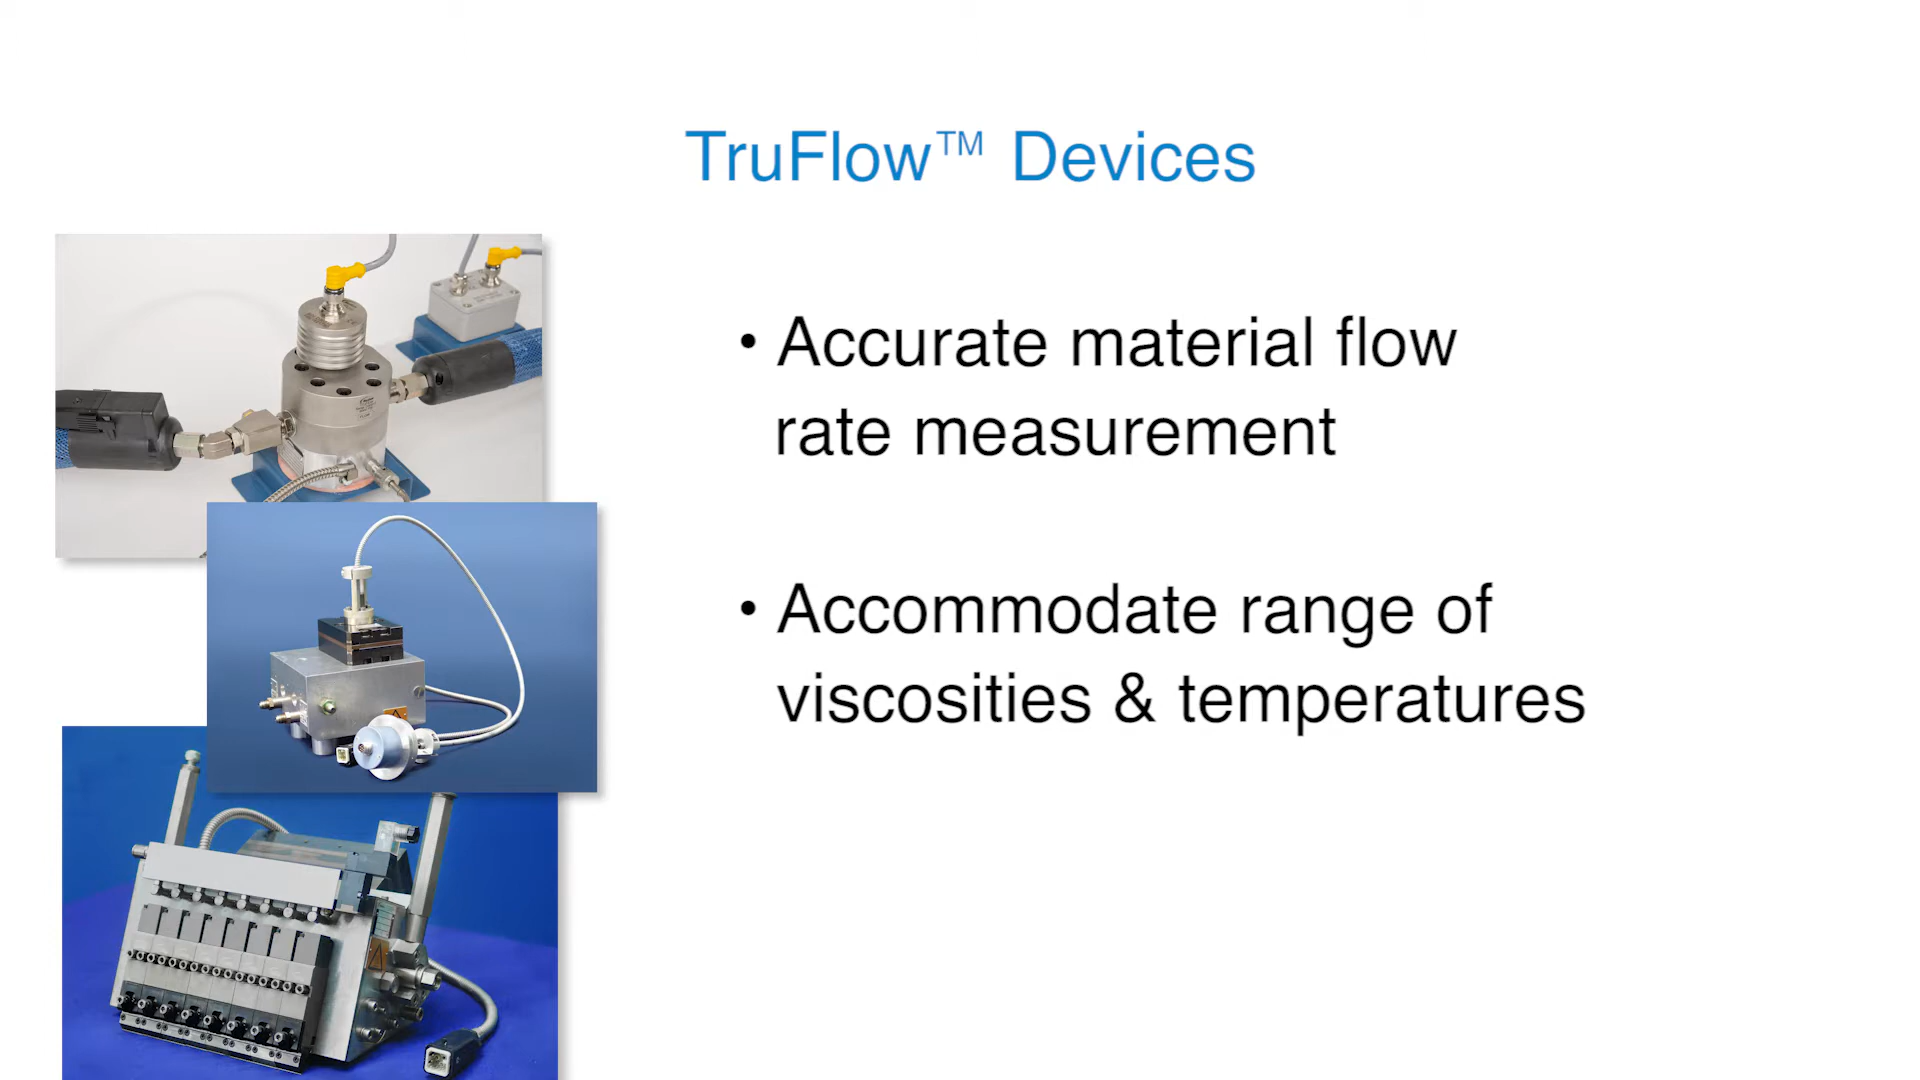 TruFlow™ Devices
• Accurate material flow
rate measurement
• Accommodate range of
viscosities & temperatures